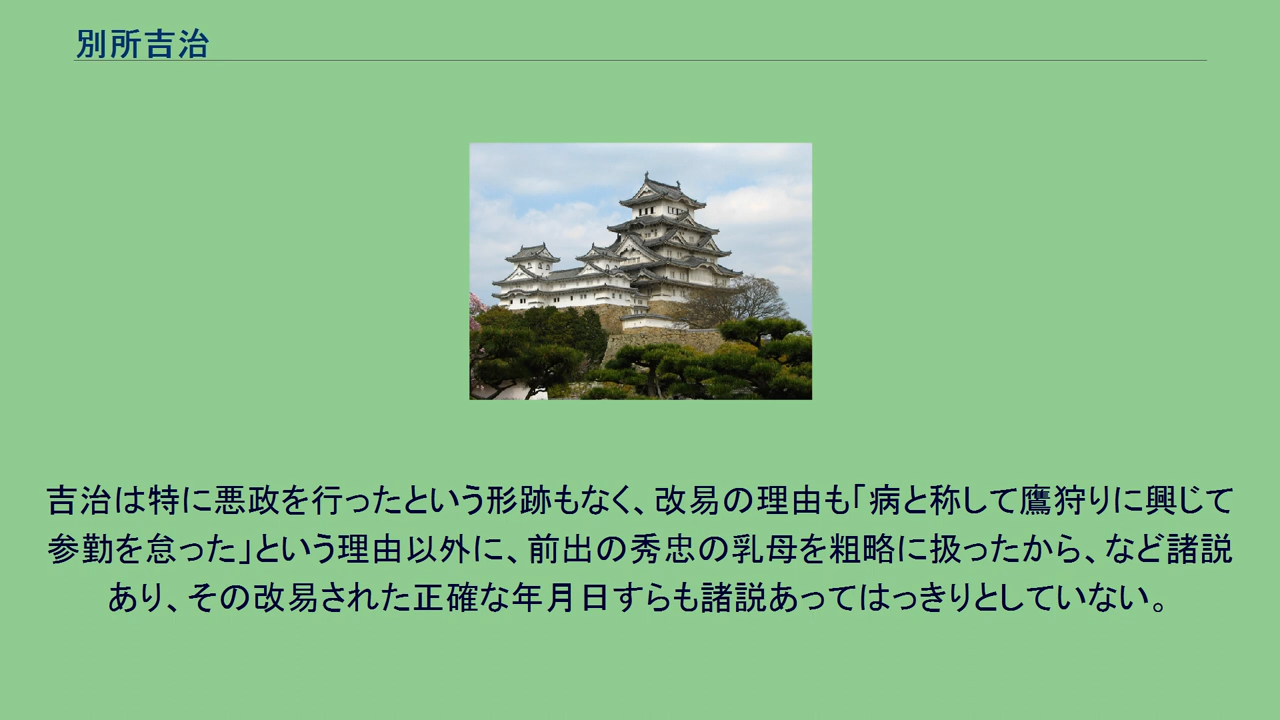 別所吉治
吉治は特に悪政を行ったという形跡もなく、改易の理由も「病と称して鷹狩りに興じて
参勤を怠った」という理由以外に、前出の秀忠の乳母を粗略に扱ったから、など諸説
あり、その改易された正確な年月日すらも諸説あってはっきりとしていない。